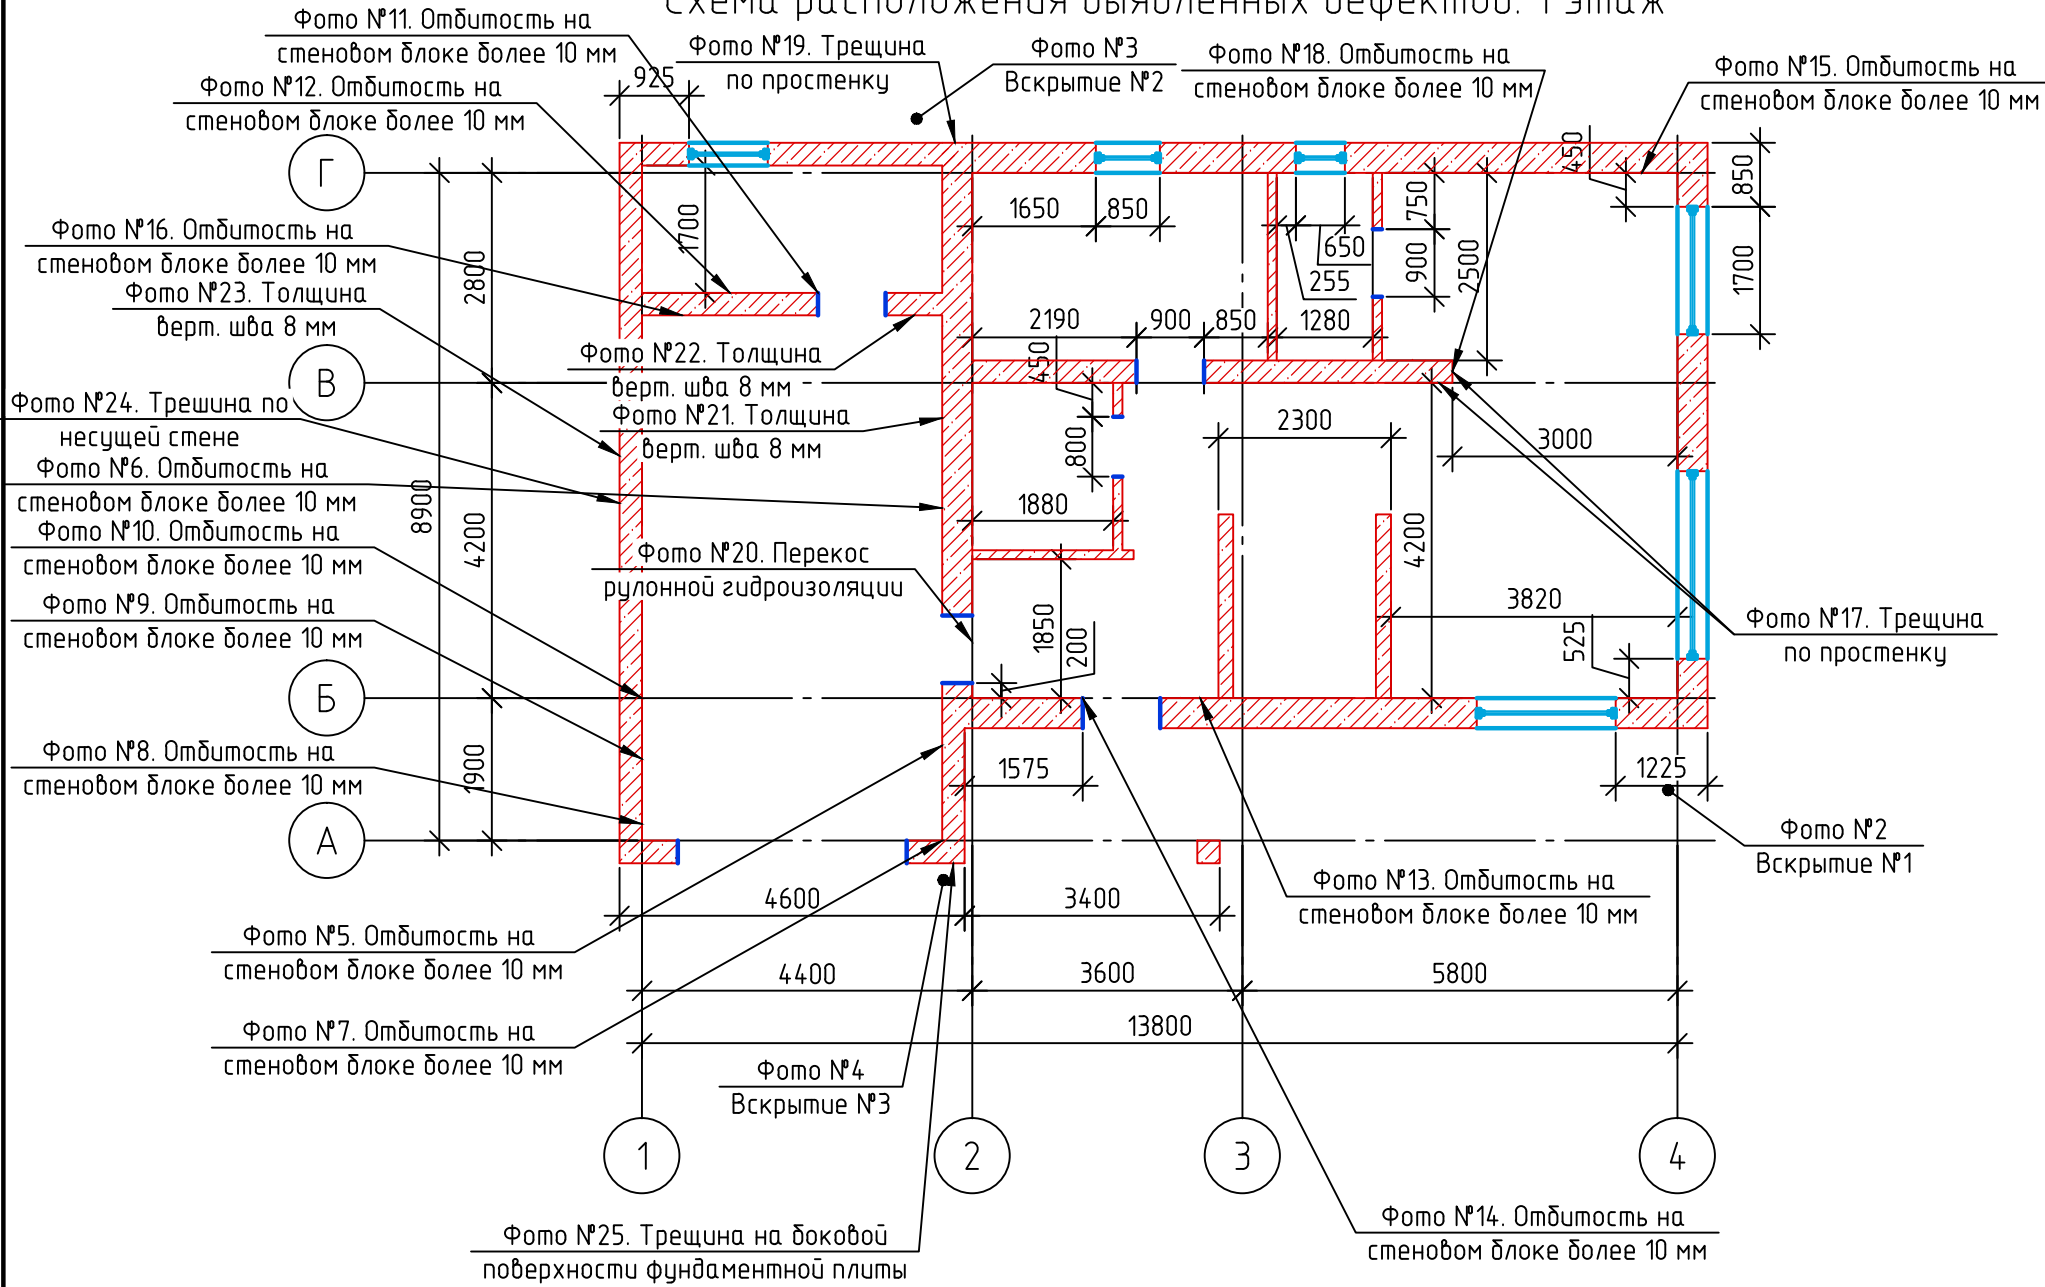 Схема расположения выявленных дефектов. 1 этаж
Фото №11. Отбитость на
стеновом блоке более 10 мм
Фото №12. Отбитость на
стеновом блоке более 10 мм
Фото №19. Трещина
по простенку
Фото №3
Вскрытие №2
Фото №18. Отбитость на
стеновом блоке более 10 мм
Фото №15. Отбитость на
стеновом блоке более 10 мм
925
450
850
Г
1700
1650
850
650
255
750
900
2500
1700
Фото №16. Отбитость на
стеновом блоке более 10 мм
2800
Фото №23. Толщина
верт. шва 8 мм
2190
900
850
1280
Фото №22. Толщина
верт. шва 8 мм
450
В
Фото №24. Трешина по
несущей стене
Фото №21. Толщина
верт. шва 8 мм
800
2300
3000
Фото №6. Отбитость на
стеновом блоке более 10 мм
8900
4200
1880
4200
Фото №10. Отбитость на
стеновом блоке более 10 мм
Фото №20. Перекос
рулонной гидроизоляции
Фото №9. Отбитость на
стеновом блоке более 10 мм
1850
200
3820
525
Фото №17. Трещина
по простенку
Б
Фото №8. Отбитость на
стеновом блоке более 10 мм
1900
1575
1225
А
Фото №2
Вскрытие №1
4600
3400
Фото №13. Отбитость на
стеновом блоке более 10 мм
Фото №5. Отбитость на
стеновом блоке более 10 мм
4400
3600
5800
Фото №7. Отбитость на
стеновом блоке более 10 мм
13800
Фото №4
Вскрытие №3
1
2
3
4
Фото №25. Трещина на боковой
поверхности фундаментной плиты
Фото №14. Отбитость на
стеновом блоке более 10 мм